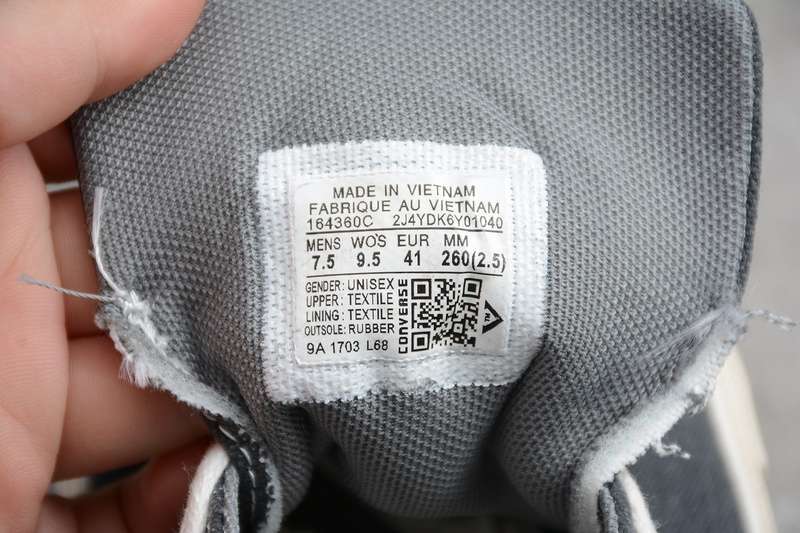 MADE IN VIETNAM
FABRIQUE AU VIETNAM
164360C 2J4YDK6Y01040
MENS WO'S EUR MM
7.5 9.5 41 260(2.5)
GENDER: UNISEX
UPPER: TEXTILE
LINING: TEXTILE
OUTSOLE: RUBBER
9A 1703 L68
CONVERSE